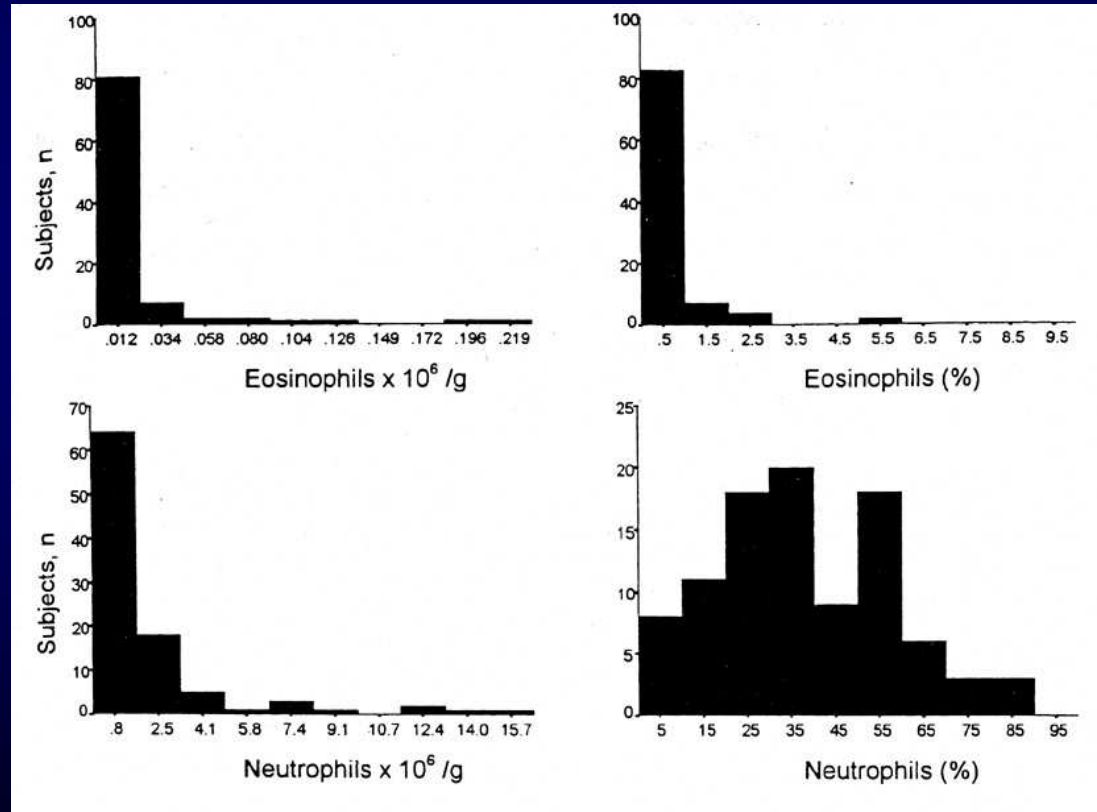 100
80
60
40
20
0
Subjects, n
.012 .034 .058 .080 .104 .126 .149 .172 .196 .219
Eosinophils x 10⁶ /g
100
80
60
40
20
0
.5 1.5 2.5 3.5 4.5 5.5 6.5 7.5 8.5 9.5
Eosinophils (%)
70
60
50
40
30
20
10
0
Subjects, n
.8 2.5 4.1 5.8 7.4 9.1 10.7 12.4 14.0 15.7
Neutrophils x 10⁶ /g
25
20
15
10
5
0
5 15 25 35 45 55 65 75 85 95
Neutrophils (%)